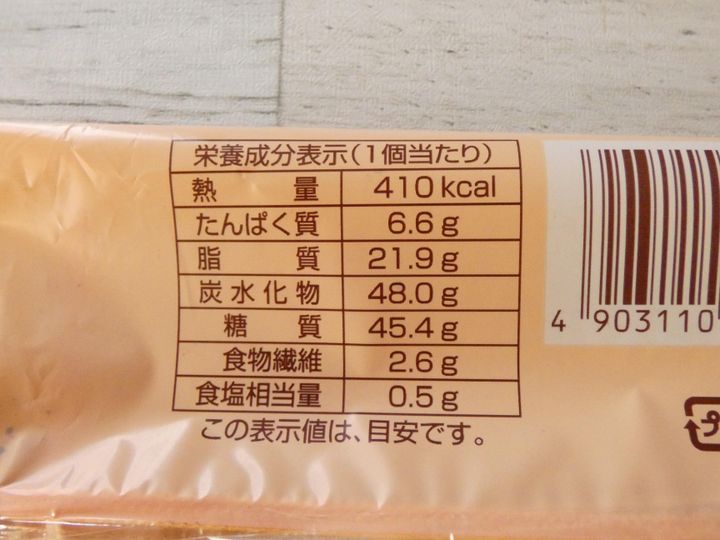 栄養成分表示(1個当たり)
熱量 410kcal
たんぱく質 6.6g
脂質 21.9g
炭水化物 48.0g
糖質 45.4g
食物繊維 2.6g
食塩相当量 0.5g
この表示値は、目安です。
4 903110
プ